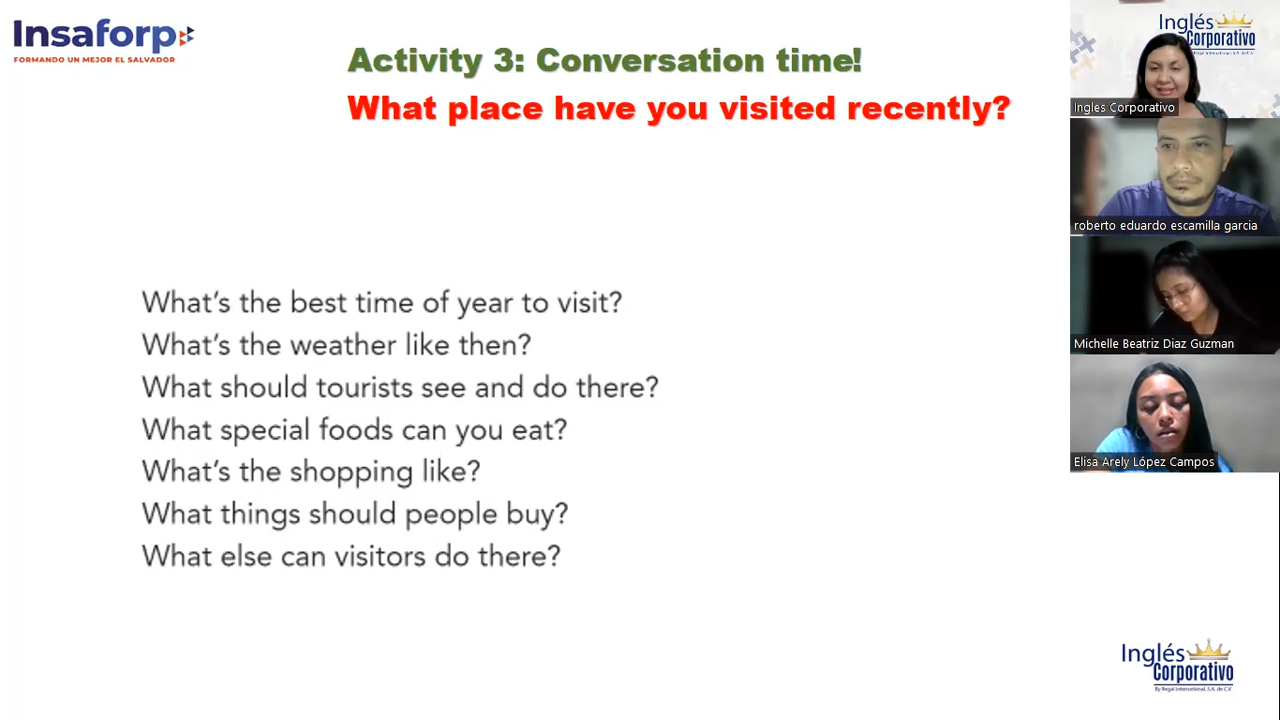 Insaforp
FORMANDO UN MEJOR EL SALVADOR
Activity 3: Conversation time!
What place have you visited recently?
What's the best time of year to visit?
What's the weather like then?
What should tourists see and do there?
What special foods can you eat?
What's the shopping like?
What things should people buy?
What else can visitors do there?
Inglés
Corporativo
Ingles Corporativo
roberto eduardo escamilla garcia
Michelle Beatriz Diaz Guzman
Elisa Arely López Campos
Inglés
Corporativo
By Regal International, S.A. de C.V.